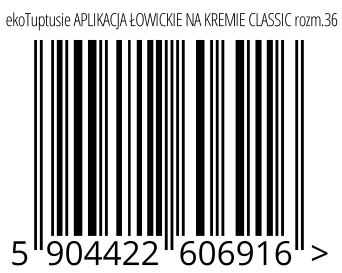 ekoTuptusie APLIKACJA ŁOWICKIE NA KREMIE CLASSIC rozm.36
5 904422 606916 >